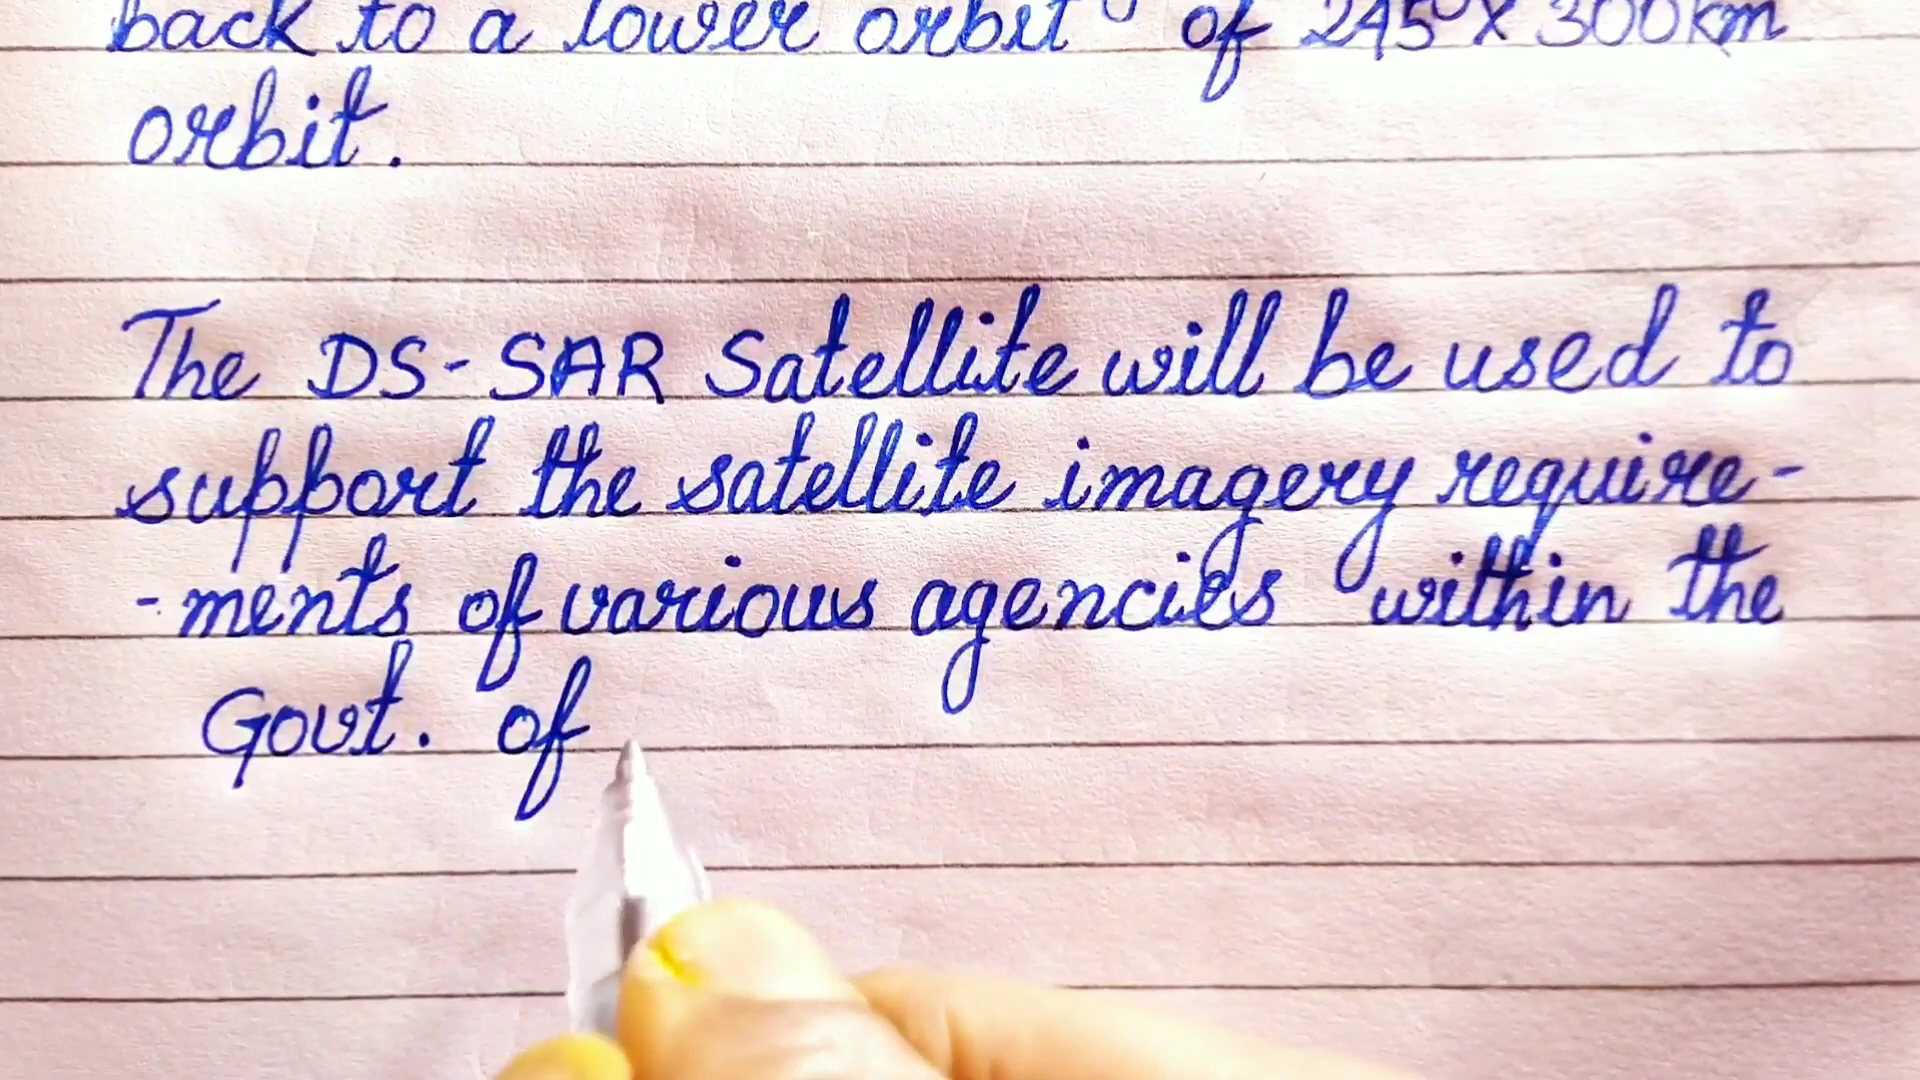 back to a lower orbit of 245 X 300km
orbit.
The DS-SAR Satellite will be used to
support the satellite imagery require-
-ments of various agencies within the
Govt. of